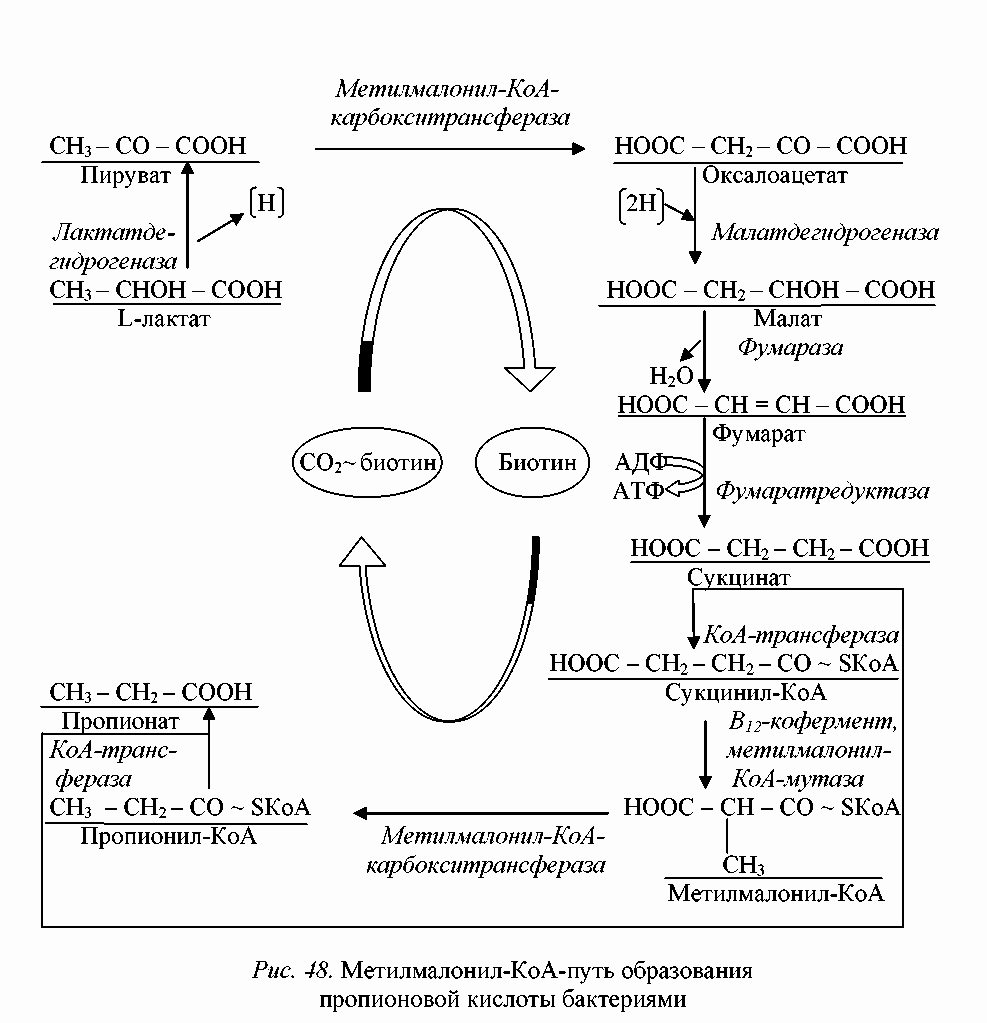 Метилмалонил-КоА-
карбокситрансфераза
CH₃ – CO – COOH
Пируват
HOOC – CH₂ – CO – COOH
Оксалоацетат
[H]
[2H]
Лактатде-
гидрогеназа
Малатдегидрогеназа
CH₃ – CHOH – COOH
L-лактат
HOOC – CH₂ – CHOH – COOH
Малат
Фумараза
H₂O
HOOC – CH = CH – COOH
Фумарат
CO₂~ биотин
Биотин
АДФ
АТФ
Фумаратредуктаза
HOOC – CH₂ – CH₂ – COOH
Сукцинат
КоА-трансфераза
HOOC – CH₂ – CH₂ – CO ~ SKoA
Сукцинил-КоА
CH₃ – CH₂ – COOH
Пропионат
КоА-транс-
фераза
B₁₂-кофермент,
метилмалонил-
КоА-мутаза
CH₃ – CH₂ – CO ~ SKoA
Пропионил-КоА
HOOC – CH – CO ~ SKoA
CH₃
Метилмалонил-КоА
Метилмалонил-КоА-
карбокситрансфераза
Рис. 48. Метилмалонил-КоА-путь образования
пропионовой кислоты бактериями